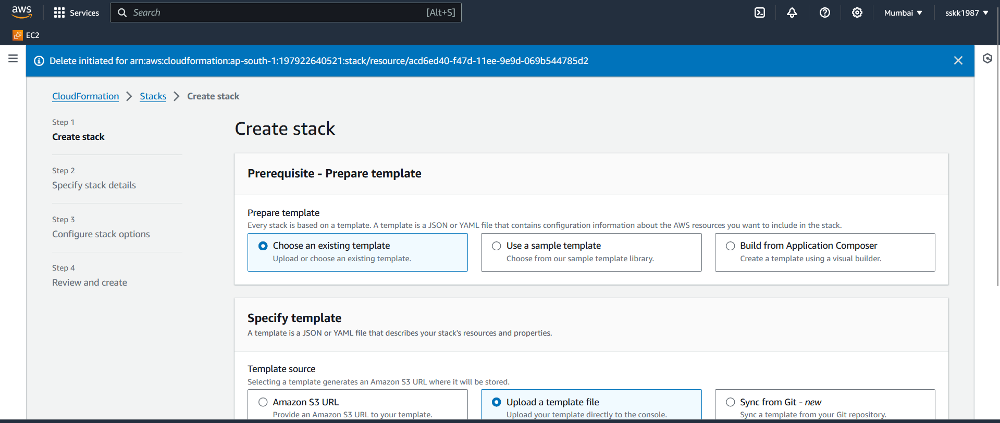 aws
Services
Search
[Alt+S]
Mumbai
sskk1987
EC2
Delete initiated for arn:aws:cloudformation:ap-south-1:197922640521:stack/resource/acd6ed40-f47d-11ee-9e9d-069b544785d2
CloudFormation
Stacks
Create stack
Step 1
Create stack
Step 2
Specify stack details
Step 3
Configure stack options
Step 4
Review and create
Create stack
Prerequisite - Prepare template
Prepare template
Every stack is based on a template. A template is a JSON or YAML file that contains configuration information about the AWS resources you want to include in the stack.
Choose an existing template
Upload or choose an existing template.
Use a sample template
Choose from our sample template library.
Build from Application Composer
Create a template using a visual builder.
Specify template
A template is a JSON or YAML file that describes your stack's resources and properties.
Template source
Selecting a template generates an Amazon S3 URL where it will be stored.
Amazon S3 URL
Provide an Amazon S3 URL to your template.
Upload a template file
Upload your template directly to the console.
Sync from Git - new
Sync a template from your Git repository.